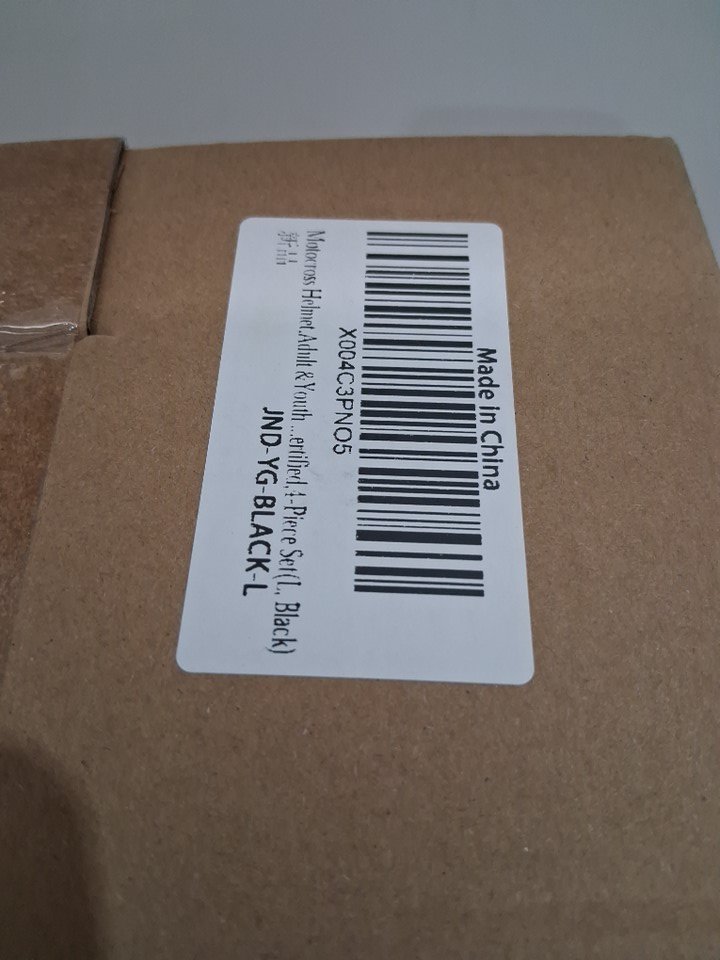 Made in China
X004C3PNO5
Motocross Helmet,Adult & Youth ...ertified,4-Piece Set(L, Black)
新品
JND-YG-BLACK-L